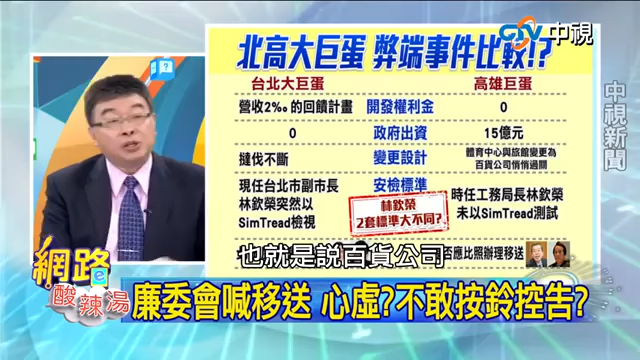 CTV中視
北高大巨蛋 弊端事件比較!?
台北大巨蛋
高雄巨蛋
營收2‰的回饋計畫 開發權利金 0
0 政府出資 15億元
撻伐不斷 變更設計 體育中心與旅館變更為
百貨公司悄悄過關
現任台北市副市長
林欽榮突然以
SimTread檢視
安檢標準
林欽榮
2套標準大不同?
時任工務局長林欽榮
未以SimTread測試
否應比照辦理移送
中視新聞
也就是說百貨公司
網路e
酸辣湯
廉委會喊移送 心虛?不敢按鈴控告?